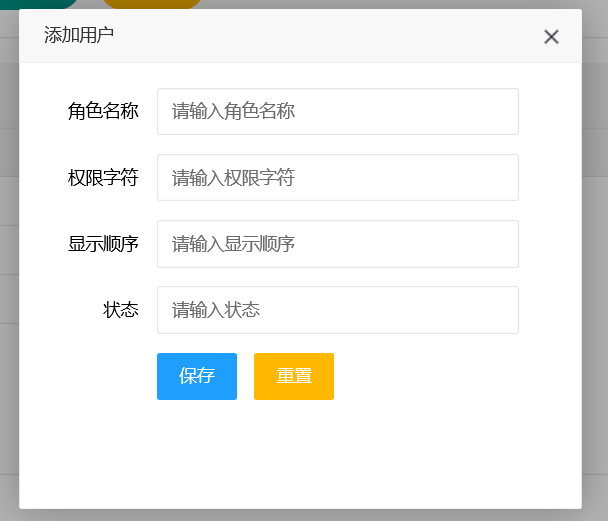 添加用户
角色名称 请输入角色名称
权限字符 请输入权限字符
显示顺序 请输入显示顺序
状态 请输入状态
保存 重置